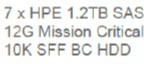 7 x HPE 1.2TB SAS
12G Mission Critical
10K SFF BC HDD